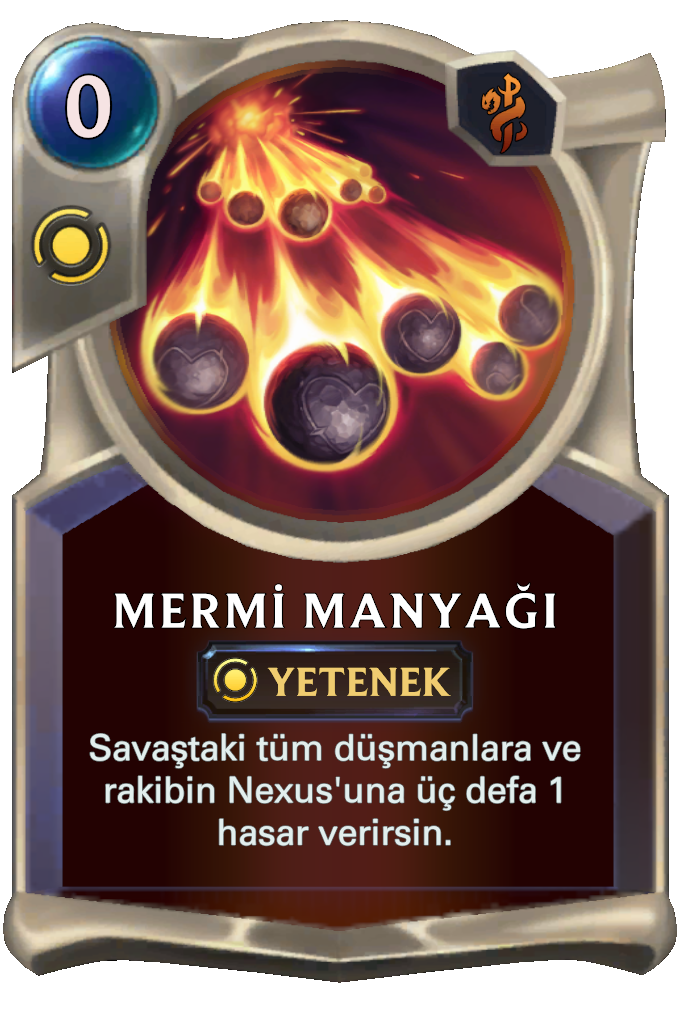 0
MERMİ MANYAĞI
YETENEK
Savaştaki tüm düşmanlara ve
rakibin Nexus'una üç defa 1
hasar verirsin.